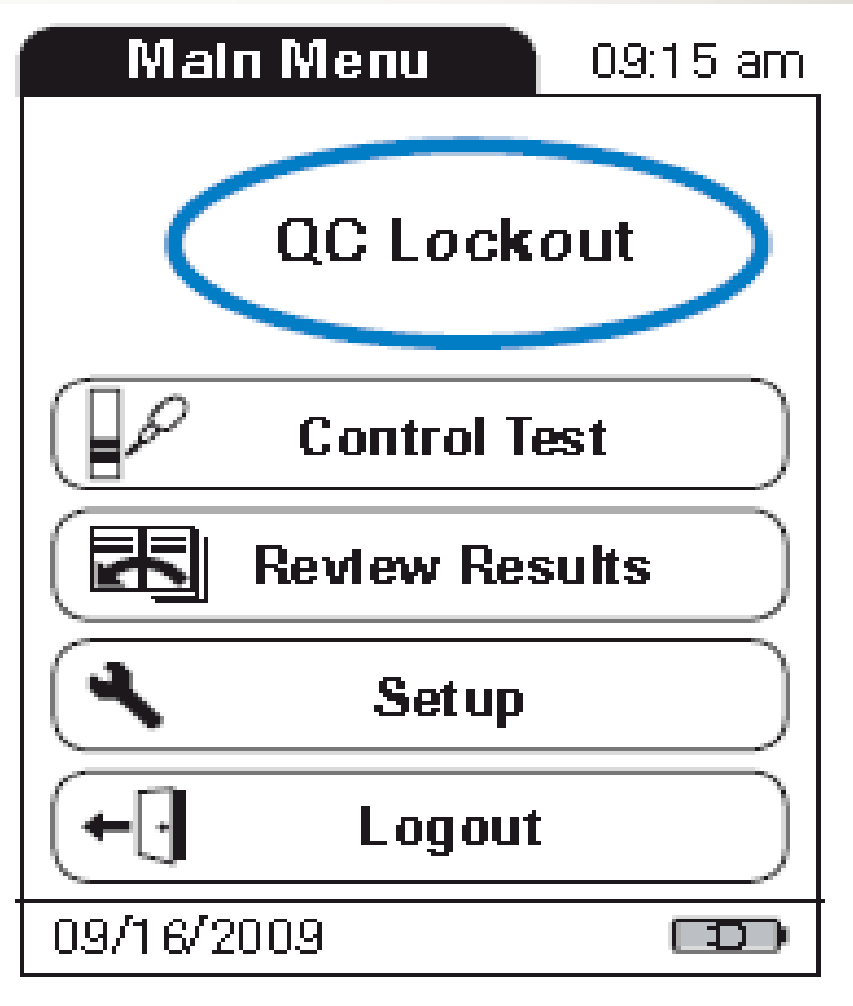 Main Menu
09:15 am
QC Lockout
Control Test
Review Results
Setup
Logout
09/16/2009